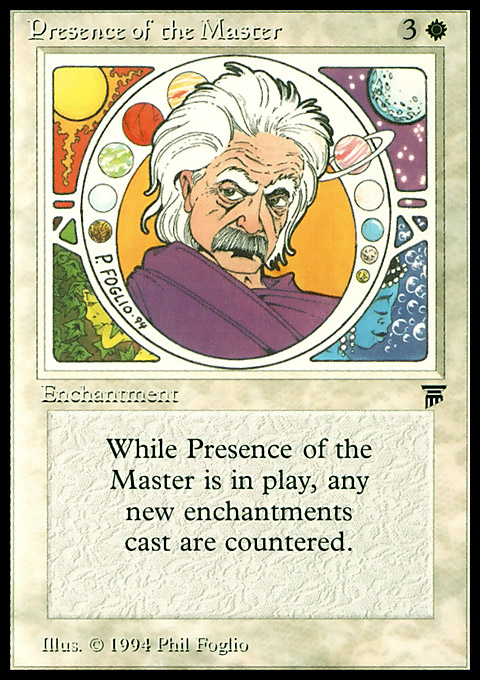 Presence of the Master 3
P. FOGLIO. 94
Enchantment
While Presence of the
Master is in play, any
new enchantments
cast are countered.
Illus. © 1994 Phil Foglio